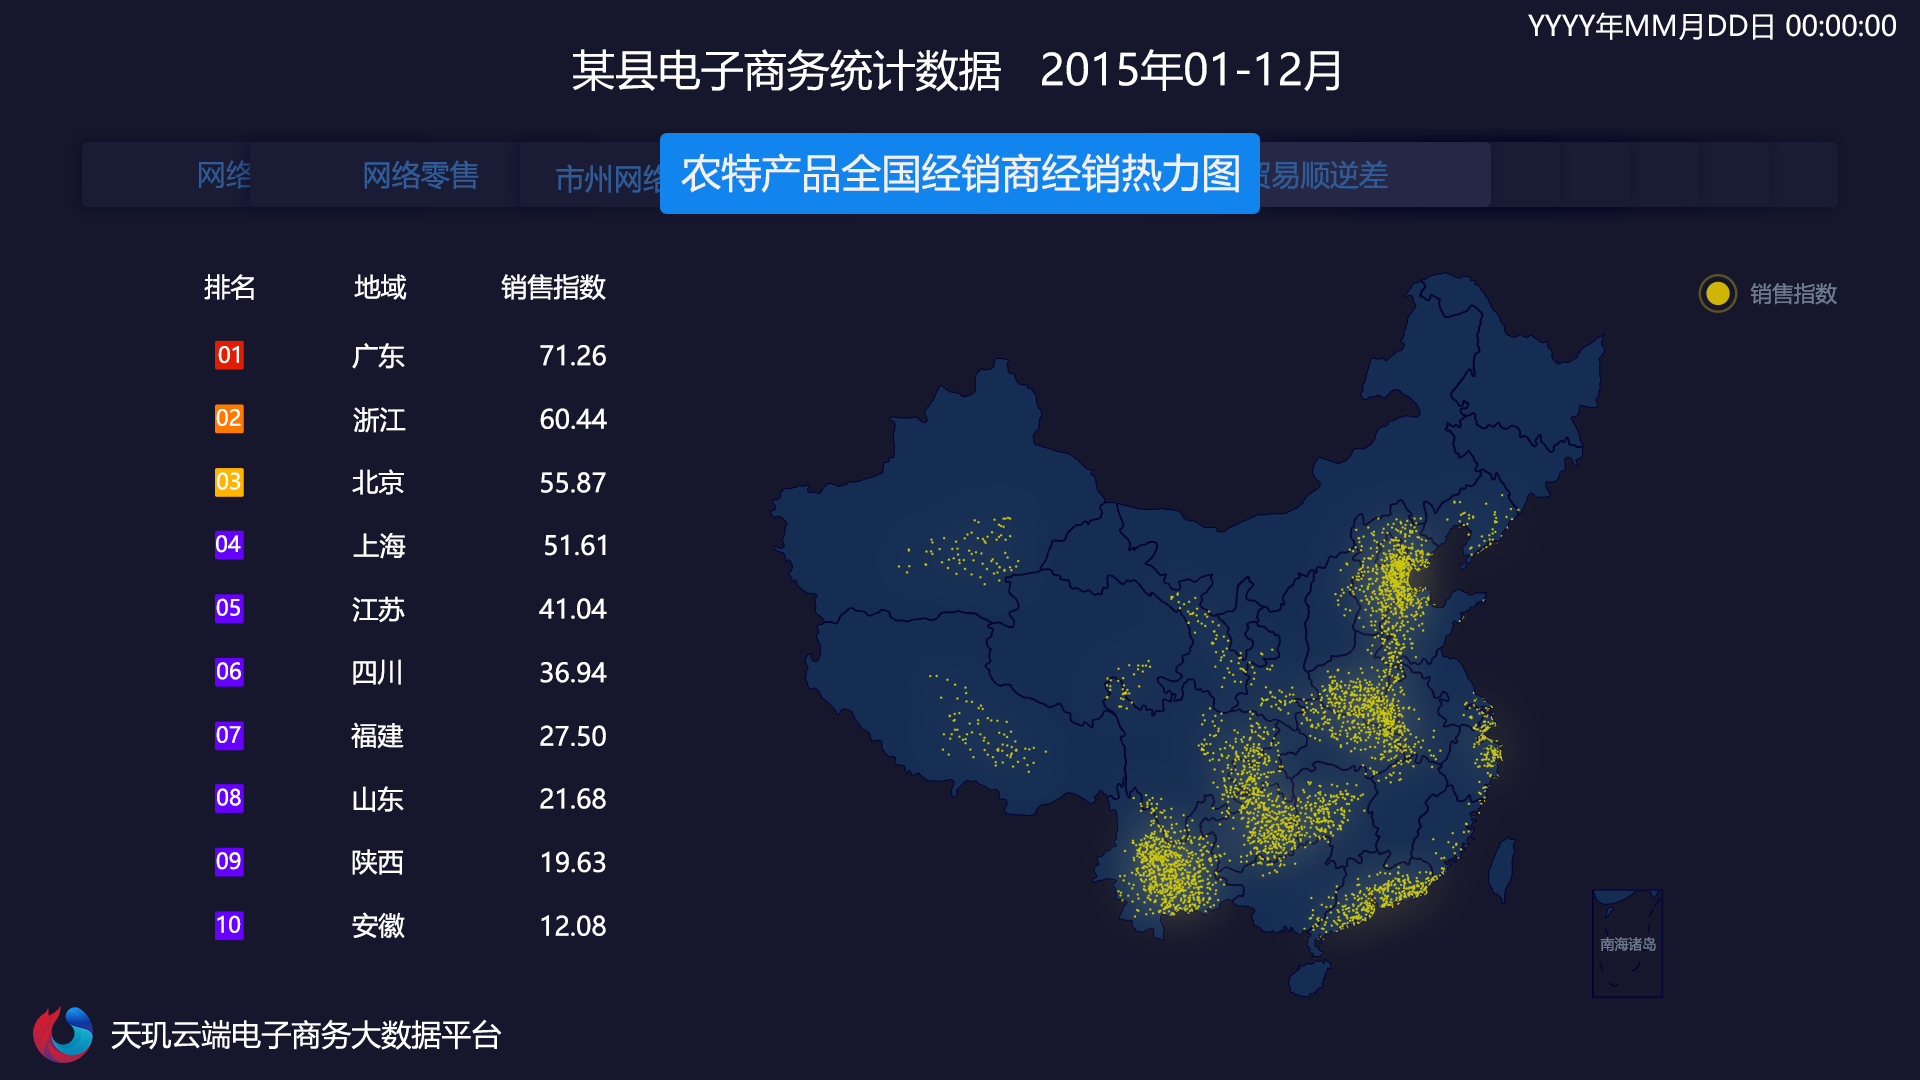 YYYY年MM月DD日 00:00:00
某县电子商务统计数据 2015年01-12月
网络
网络零售
市州网络
农特产品全国经销商经销热力图
贸易顺逆差
排名 地域 销售指数
01 广东 71.26
02 浙江 60.44
03 北京 55.87
04 上海 51.61
05 江苏 41.04
06 四川 36.94
07 福建 27.50
08 山东 21.68
09 陕西 19.63
10 安徽 12.08
销售指数
南海诸岛
天玑云端电子商务大数据平台